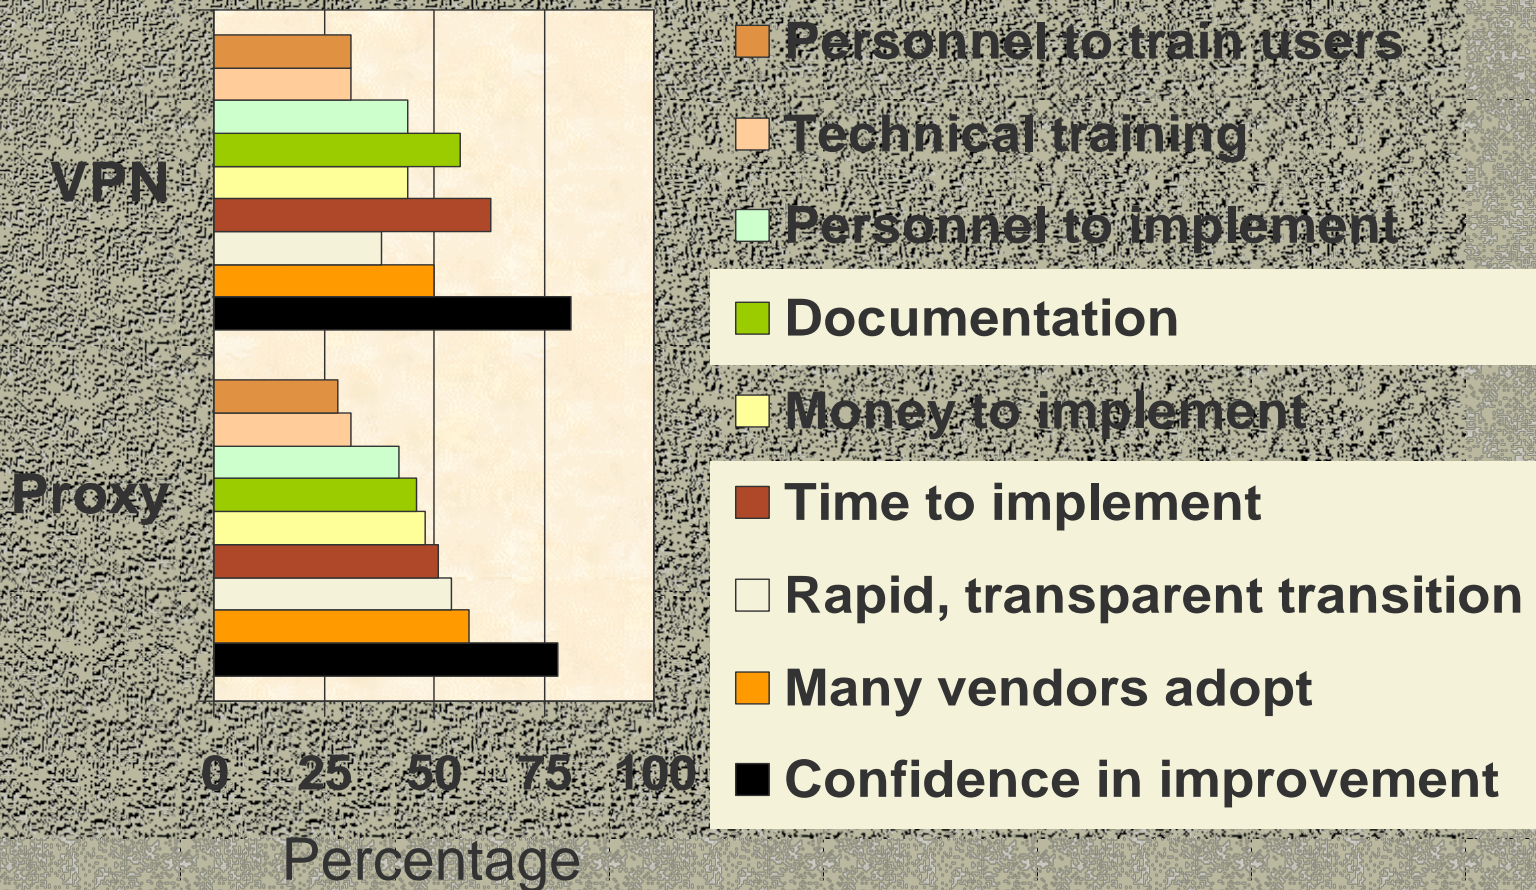 VPN
Proxy
0 25 50 75 100
Percentage
Personnel to train users
Technical training
Personnel to implement
Documentation
Money to implement
Time to implement
Rapid, transparent transition
Many vendors adopt
Confidence in improvement